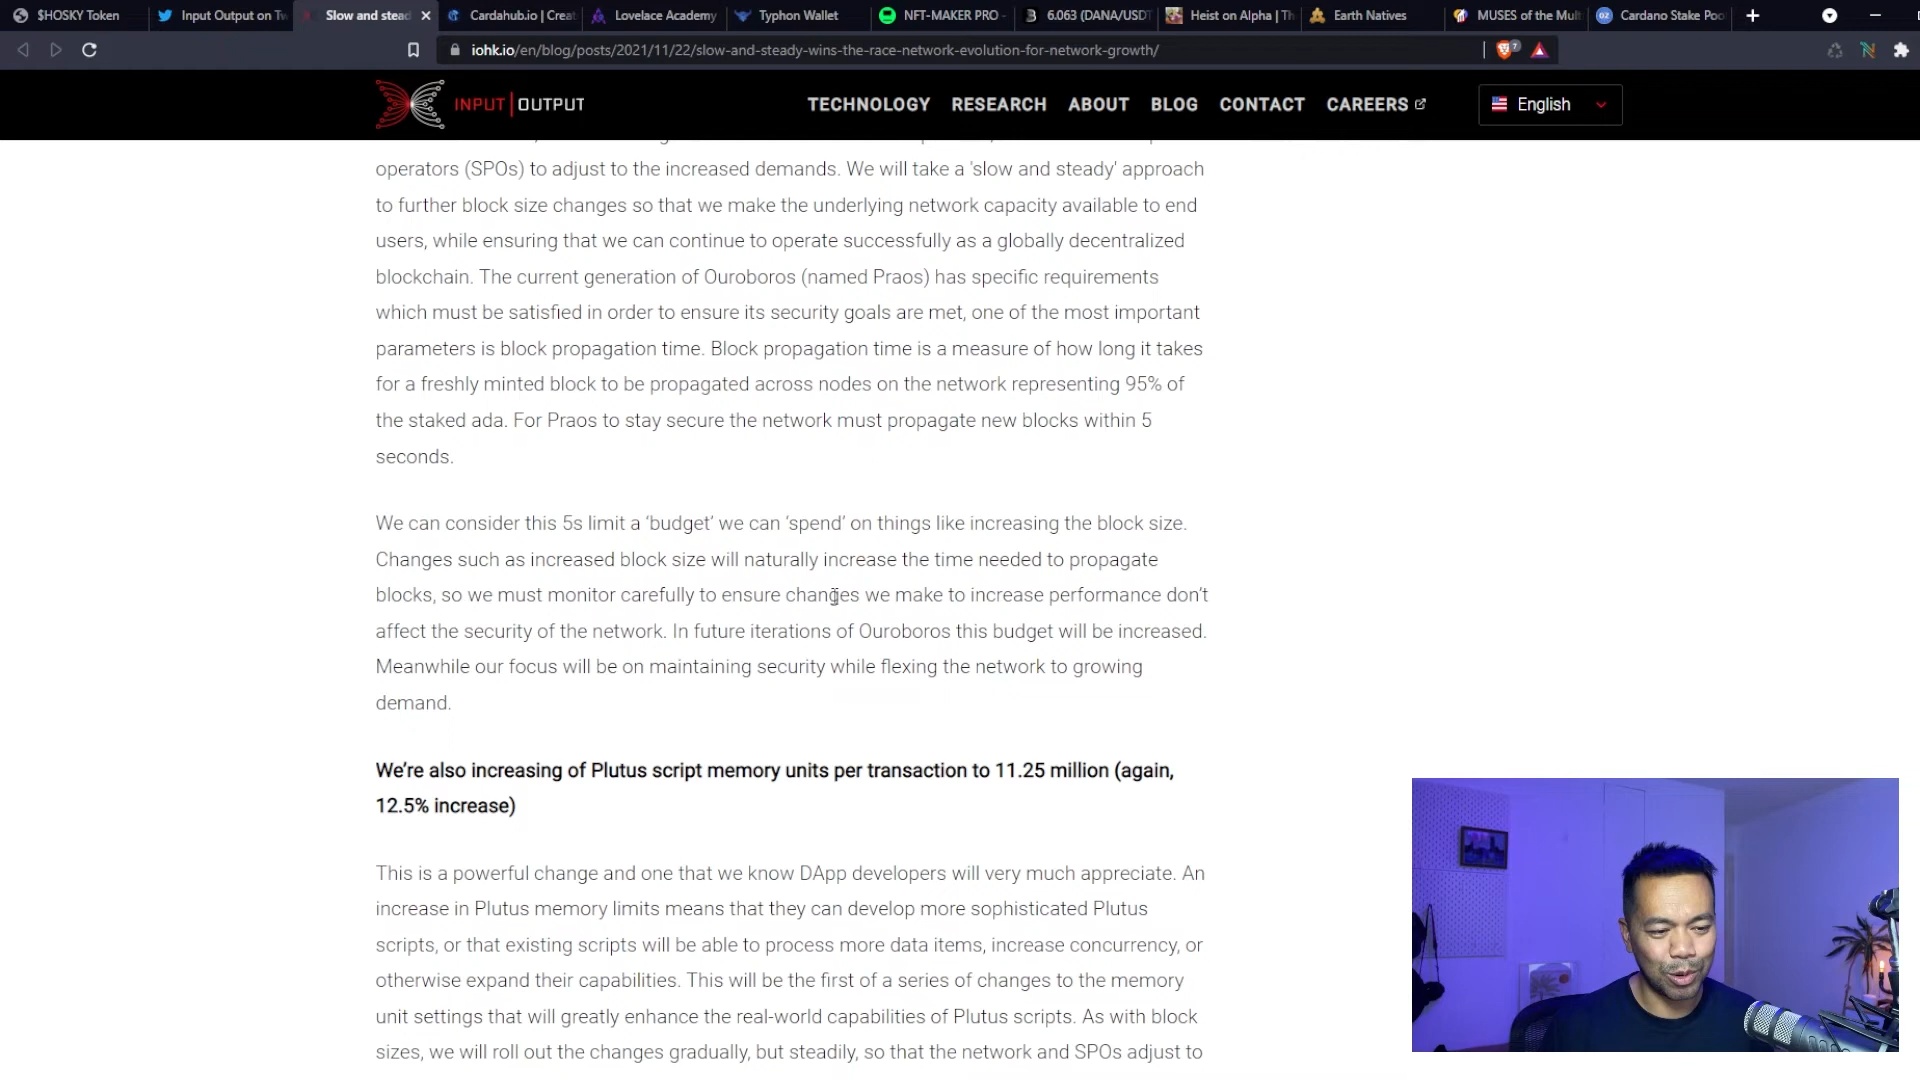 $HOSKY Token
Input Output on Tw
Slow and stead
Cardahub.io | Creat
Lovelace Academy
Typhon Wallet
NFT-MAKER PRO -
6.063 (DANA/USDT
Heist on Alpha | Th
Earth Natives
MUSES of the Mult
Cardano Stake Poo
iohk.io/en/blog/posts/2021/11/22/slow-and-steady-wins-the-race-network-evolution-for-network-growth/
INPUT|OUTPUT
TECHNOLOGY RESEARCH ABOUT BLOG CONTACT CAREERS
English
operators (SPOs) to adjust to the increased demands. We will take a 'slow and steady' approach
to further block size changes so that we make the underlying network capacity available to end
users, while ensuring that we can continue to operate successfully as a globally decentralized
blockchain. The current generation of Ouroboros (named Praos) has specific requirements
which must be satisfied in order to ensure its security goals are met, one of the most important
parameters is block propagation time. Block propagation time is a measure of how long it takes
for a freshly minted block to be propagated across nodes on the network representing 95% of
the staked ada. For Praos to stay secure the network must propagate new blocks within 5
seconds.
We can consider this 5s limit a ‘budget’ we can ‘spend’ on things like increasing the block size.
Changes such as increased block size will naturally increase the time needed to propagate
blocks, so we must monitor carefully to ensure changes we make to increase performance don’t
affect the security of the network. In future iterations of Ouroboros this budget will be increased.
Meanwhile our focus will be on maintaining security while flexing the network to growing
demand.
We’re also increasing of Plutus script memory units per transaction to 11.25 million (again,
12.5% increase)
This is a powerful change and one that we know DApp developers will very much appreciate. An
increase in Plutus memory limits means that they can develop more sophisticated Plutus
scripts, or that existing scripts will be able to process more data items, increase concurrency, or
otherwise expand their capabilities. This will be the first of a series of changes to the memory
unit settings that will greatly enhance the real-world capabilities of Plutus scripts. As with block
sizes, we will roll out the changes gradually, but steadily, so that the network and SPOs adjust to